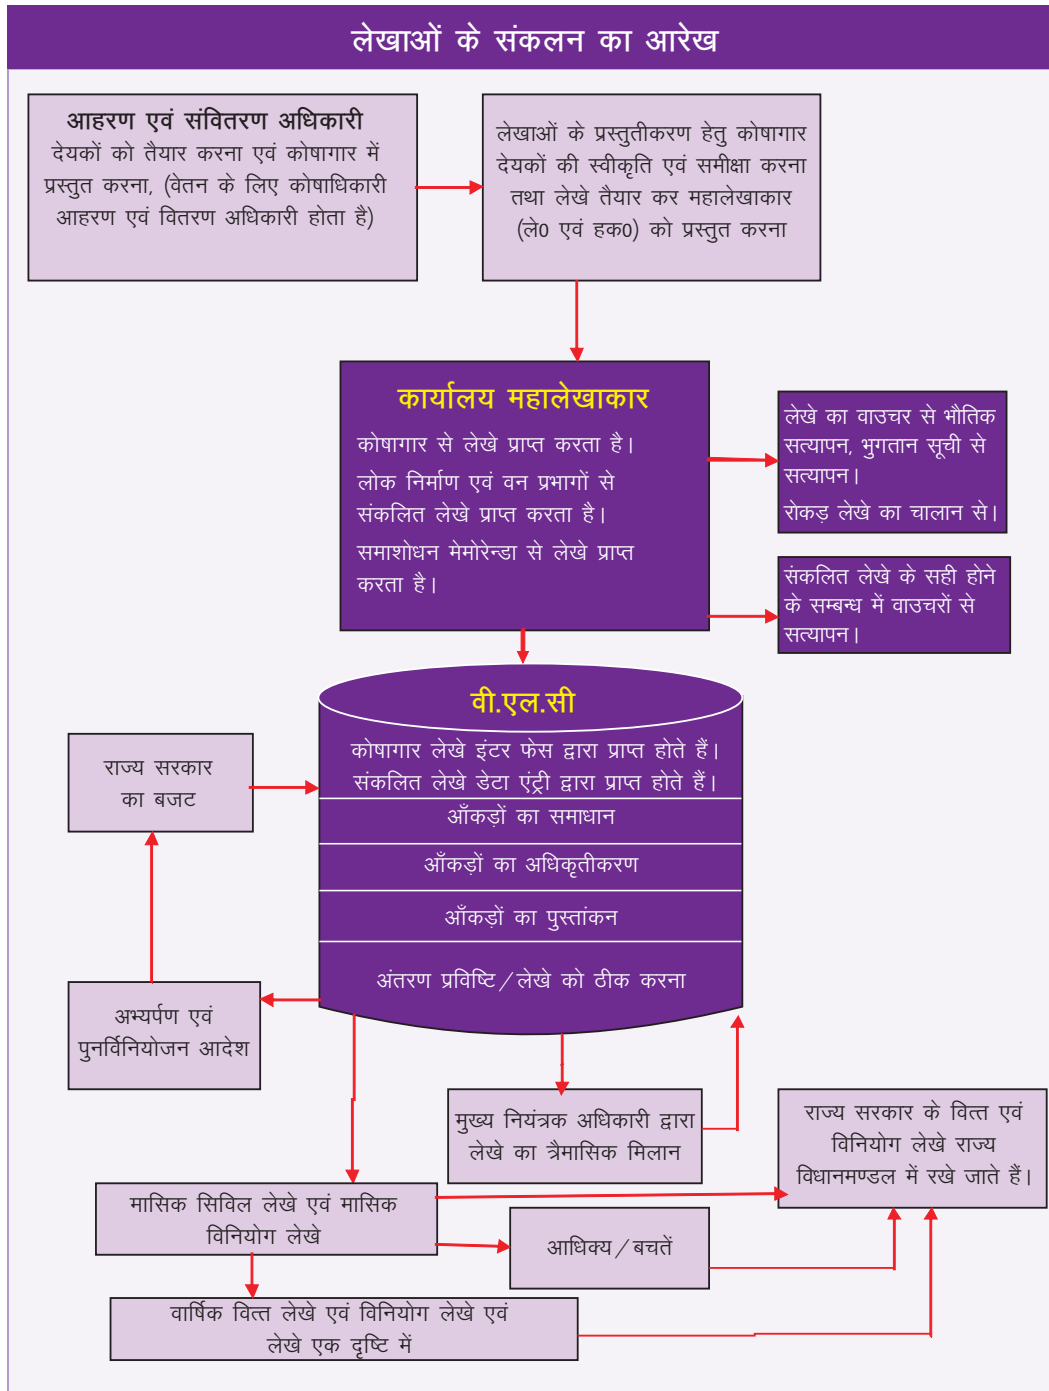 लेखाओं के संकलन का आरेख
आहरण एवं संवितरण अधिकारी
देयकों को तैयार करना एवं कोषागार में
प्रस्तुत करना, (वेतन के लिए कोषाधिकारी
आहरण एवं वितरण अधिकारी होता है)
लेखाओं के प्रस्तुतीकरण हेतु कोषागार
देयकों की स्वीकृति एवं समीक्षा करना
तथा लेखे तैयार कर महालेखाकार
(ले0 एवं हक0) को प्रस्तुत करना
कार्यालय महालेखाकार
कोषागार से लेखे प्राप्त करता है।
लोक निर्माण एवं वन प्रभागों से
संकलित लेखे प्राप्त करता है।
समाशोधन मेमोरेन्डा से लेखे प्राप्त
करता है।
लेखे का वाउचर से भौतिक
सत्यापन, भुगतान सूची से
सत्यापन।
रोकड़ लेखे का चालान से।
संकलित लेखे के सही होने
के सम्बन्ध में वाउचरों से
सत्यापन।
वी.एल.सी
कोषागार लेखे इंटर फेस द्वारा प्राप्त होते हैं।
संकलित लेखे डेटा एंट्री द्वारा प्राप्त होते हैं।
आँकड़ों का समाधान
आँकड़ों का अधिकृतीकरण
आँकड़ों का पुस्तांकन
अंतरण प्रविष्टि/लेखे को ठीक करना
राज्य सरकार
का बजट
अभ्यर्पण एवं
पुनर्विनियोजन आदेश
मुख्य नियंत्रक अधिकारी द्वारा
लेखे का त्रैमासिक मिलान
राज्य सरकार के वित्त एवं
विनियोग लेखे राज्य
विधानमण्डल में रखे जाते हैं।
मासिक सिविल लेखे एवं मासिक
विनियोग लेखे
आधिक्य/बचतें
वार्षिक वित्त लेखे एवं विनियोग लेखे एवं
लेखे एक दृष्टि में